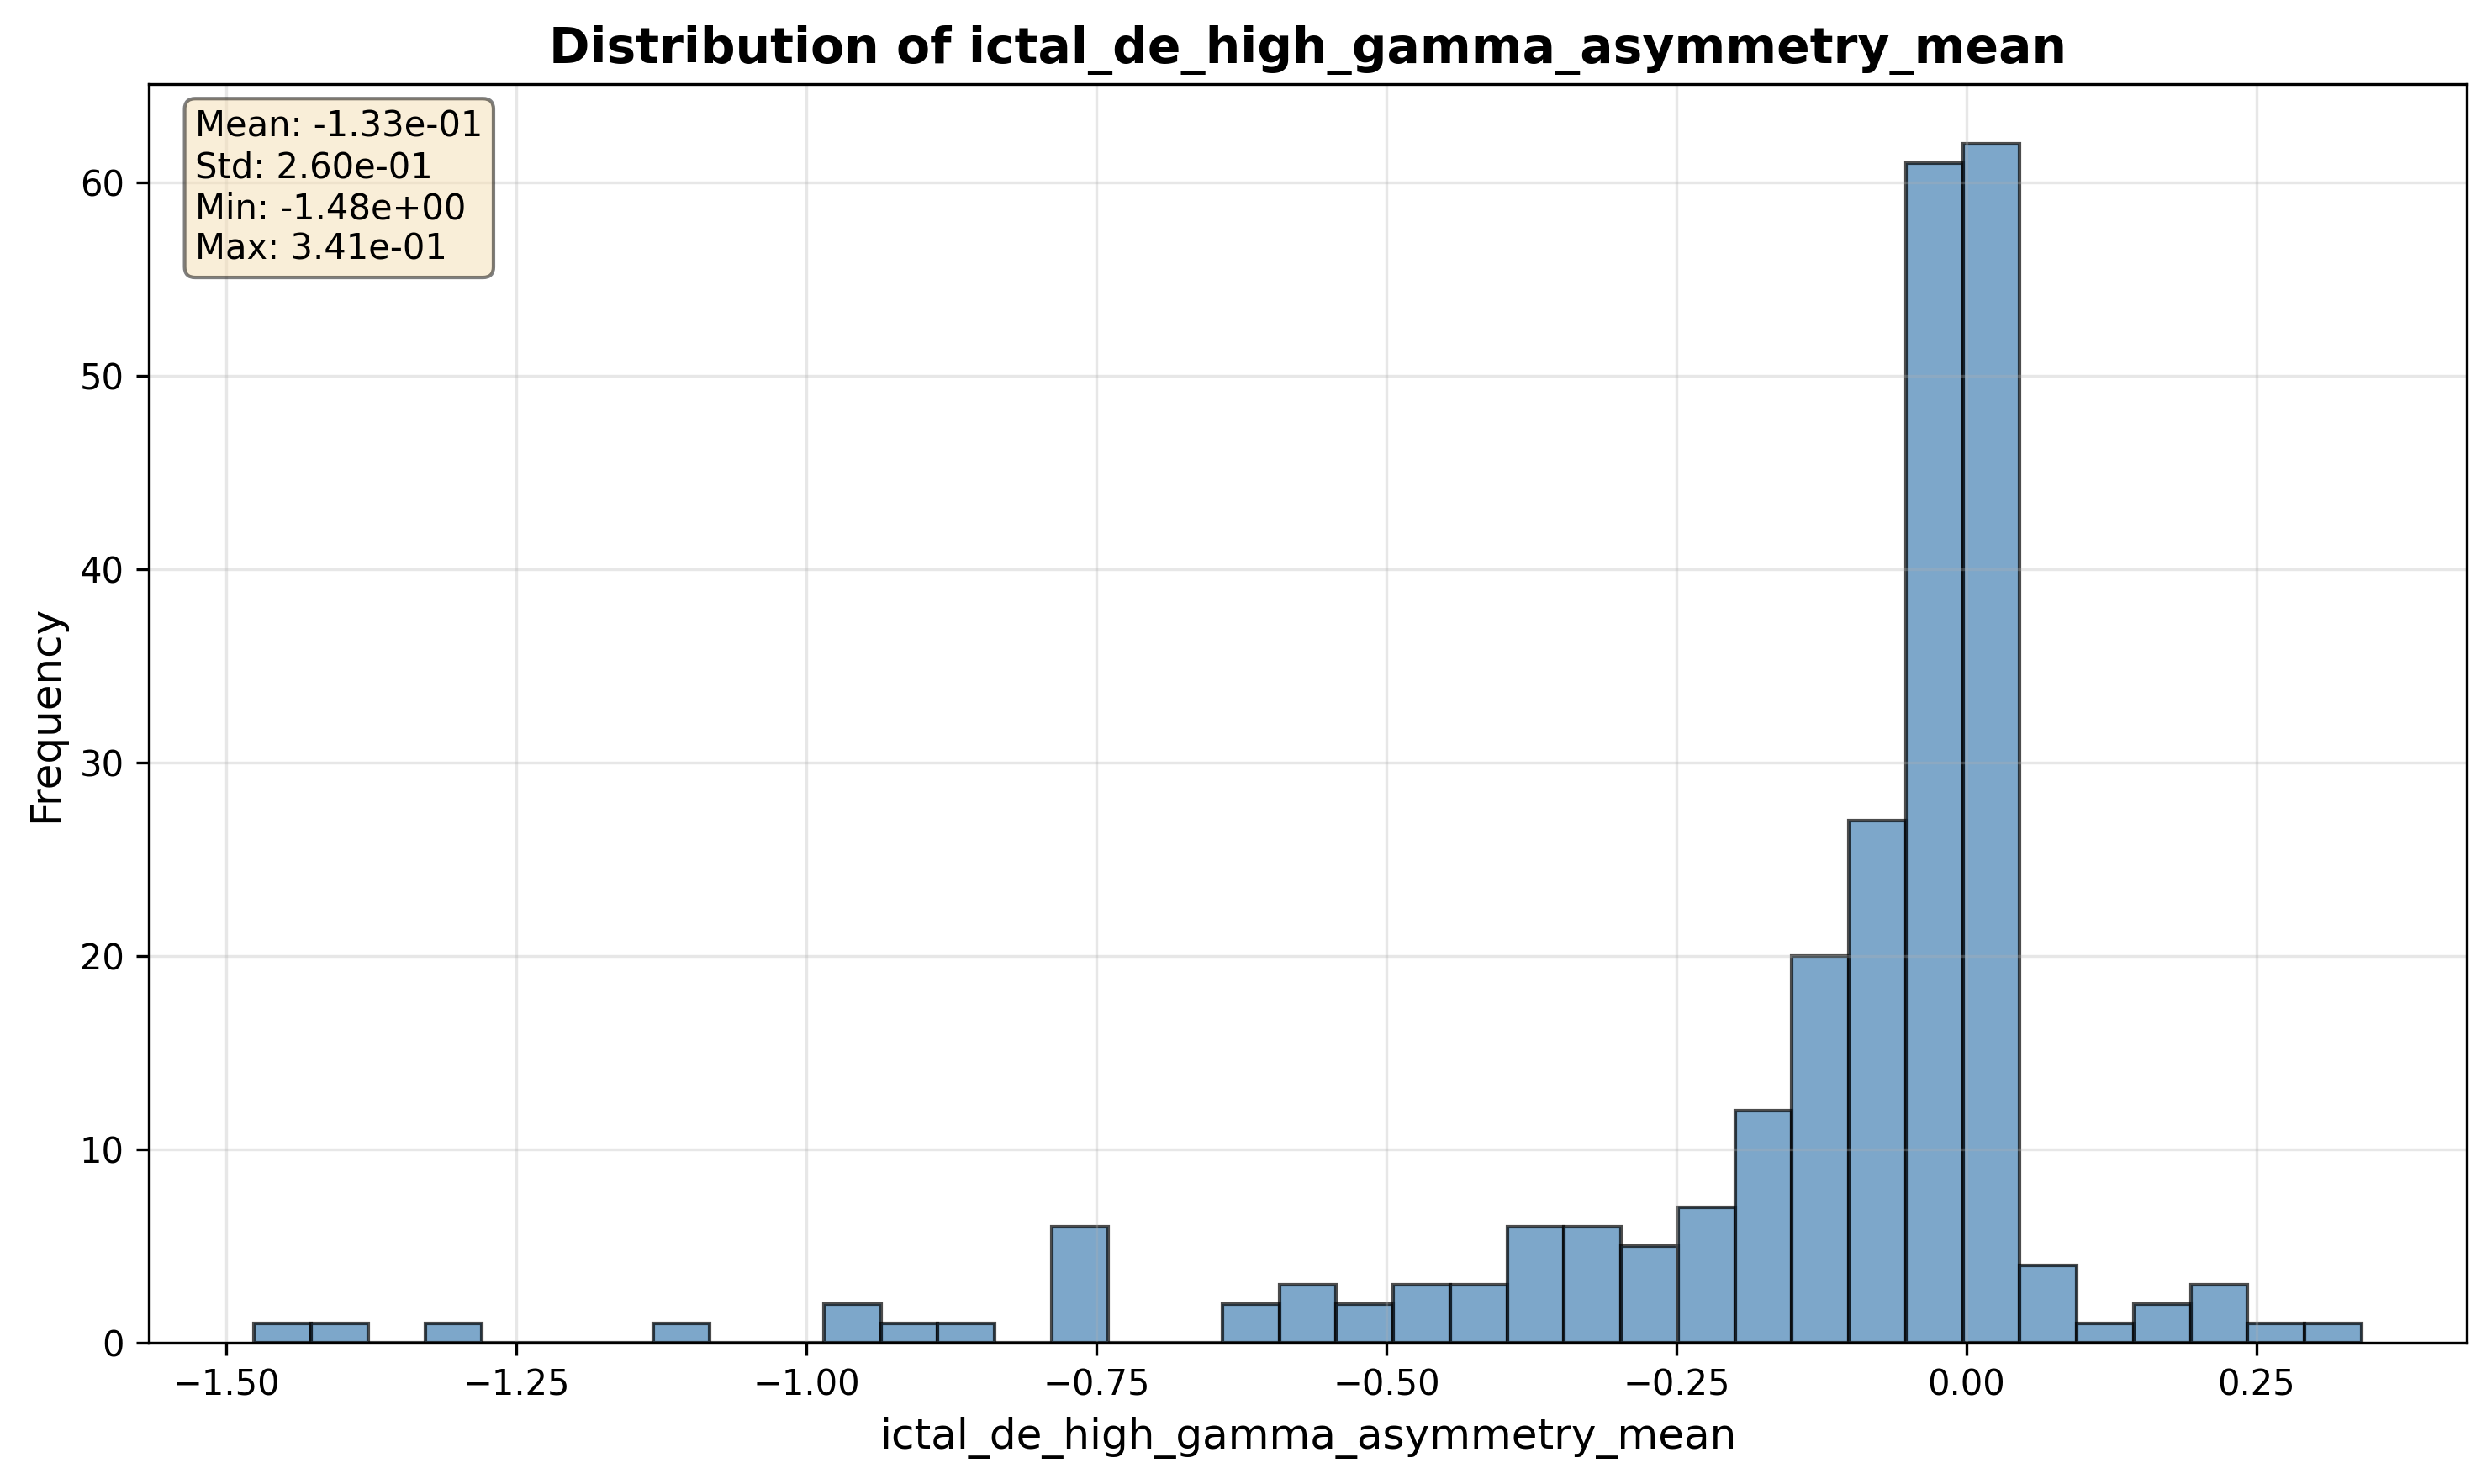 Distribution of ictal_de_high_gamma_asymmetry_mean
Mean: -1.33e-01
Std: 2.60e-01
Min: -1.48e+00
Max: 3.41e-01
Frequency
60
50
40
30
20
10
0
−1.50 −1.25 −1.00 −0.75 −0.50 −0.25 0.00 0.25
ictal_de_high_gamma_asymmetry_mean